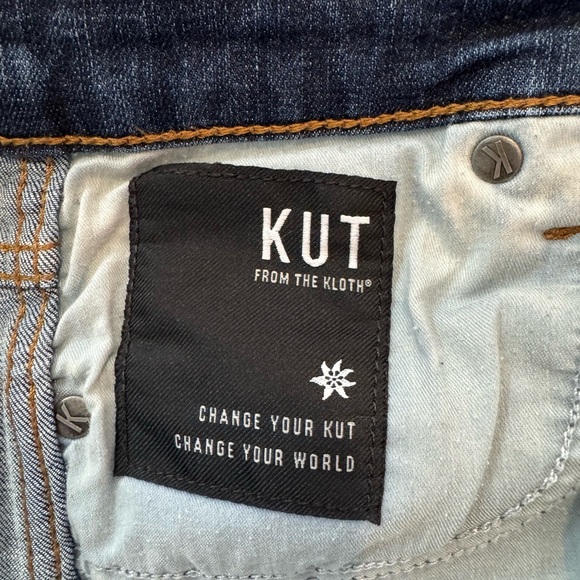 KUT
FROM THE KLOTH®
CHANGE YOUR KUT
CHANGE YOUR WORLD
K
K